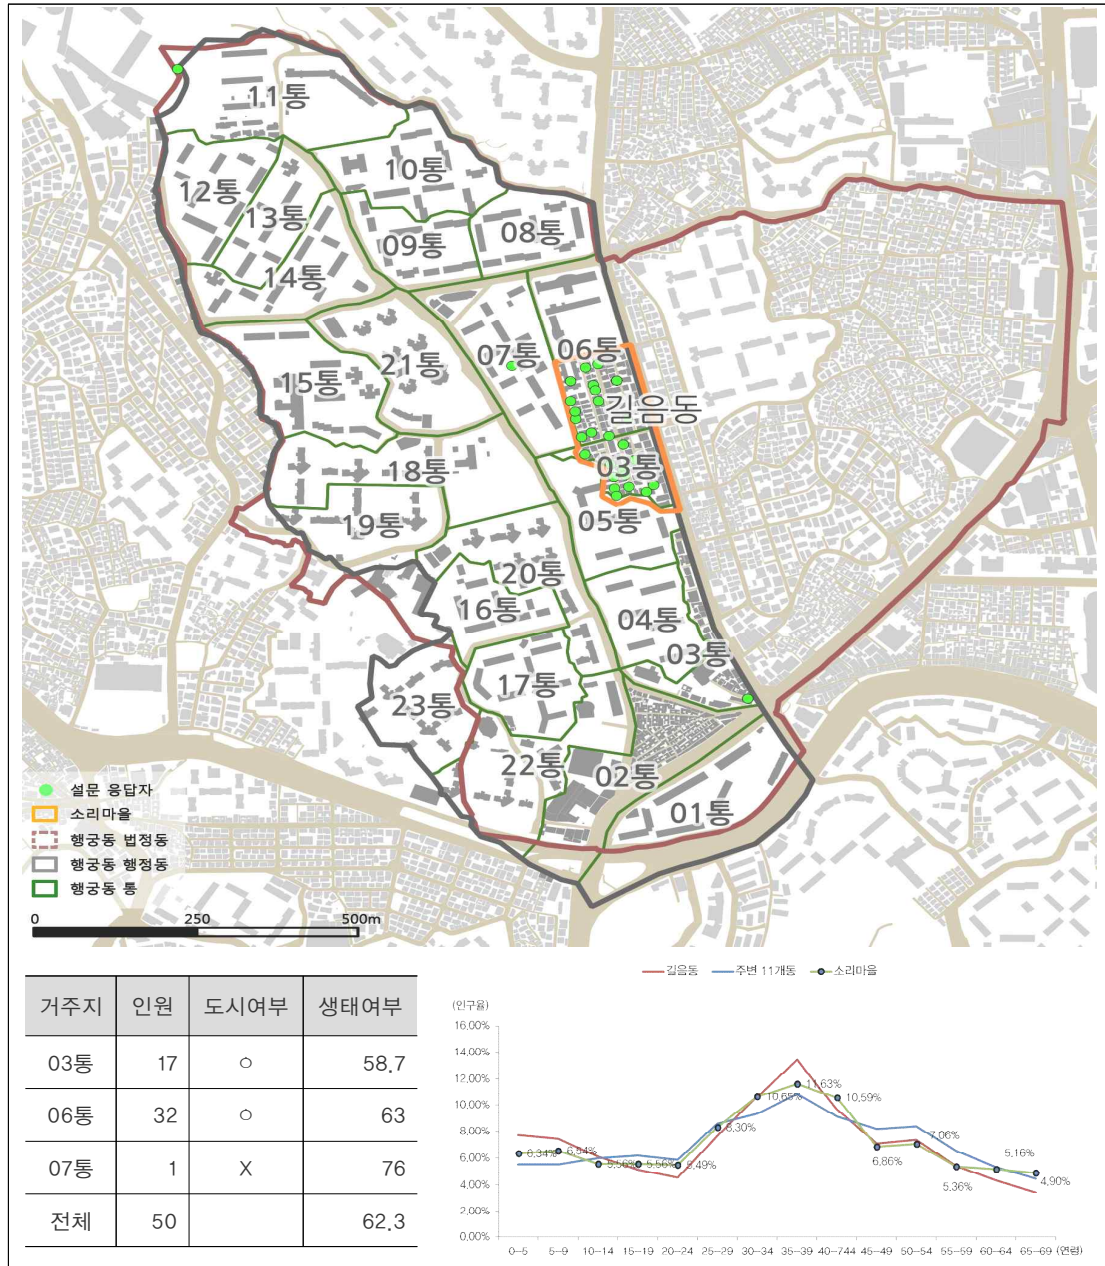 11통
10통
12통
13통
09통
08통
14통
07통
06통
21통
15통
길음동
18통
03통
19통
05통
20통
16통
04통
03통
17통
23통
22통
02통
01통
설문 응답자
소리마을
행궁동 법정동
행궁동 행정동
행궁동 통
0 250 500m
거주지 인원 도시여부 생태여부
03통 17 ○ 58.7
06통 32 ○ 63
07통 1 X 76
전체 50 62.3
길음동 주변 11개동 소리마을
(인구율)
16.00%
14.00%
12.00%
10.00%
8.00%
6.00%
4.00%
2.00%
0.00%
6.34% 6.54% 5.56% 5.56% 5.49% 8.30% 10.65% 11.63% 10.59% 6.86% 7.06% 5.36% 5.16% 4.90%
0~5 5~9 10~14 15~19 20~24 25~29 30~34 35~39 40~744 45~49 50~54 55~59 60~64 65~69 (연령)